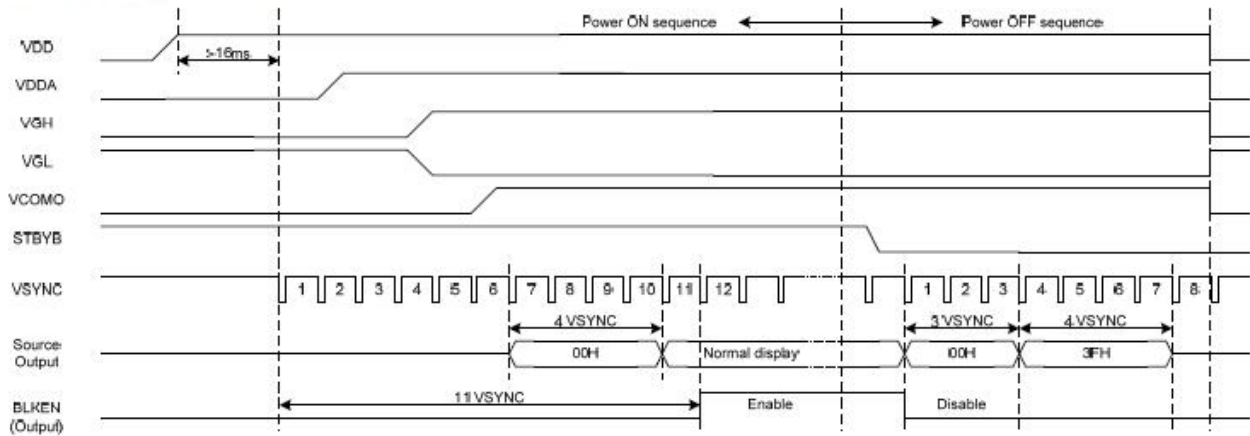 Power ON sequence
Power OFF sequence
VDD
>16ms
VDDA
VGH
VGL
VCOMO
STBYB
VSYNC
1 2 3 4 5 6 7 8 9 10 11 12
1 2 3 4 5 6 7 8
4 VSYNC
3 VSYNC
4 VSYNC
Source
Output
00H
Normal display
00H
3FH
11 VSYNC
BLKEN
(Output)
Enable
Disable